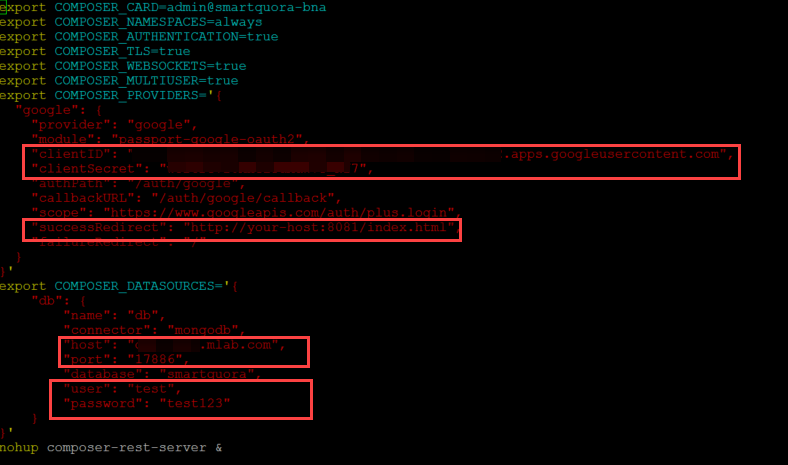 export COMPOSER_CARD=admin@smartquora-bna
export COMPOSER_NAMESPACES=always
export COMPOSER_AUTHENTICATION=true
export COMPOSER_TLS=true
export COMPOSER_WEBSOCKETS=true
export COMPOSER_MULTIUSER=true
export COMPOSER_PROVIDERS='{
"google": {
"provider": "google",
"module": "passport-google-oauth2",
"clientID": " .apps.googleusercontent.com",
"clientSecret": " 7",
"authPath": "/auth/google",
"callbackURL": "/auth/google/callback",
"scope": "https://www.googleapis.com/auth/plus.login",
"successRedirect": "http://your-host:8081/index.html",
"failureRedirect": "/"
}
}'
export COMPOSER_DATASOURCES='{
"db": {
"name": "db",
"connector": "mongodb",
"host": " .mlab.com",
"port": "17886",
"database": "smartquora",
"user": "test",
"password": "test123"
}
}'
nohup composer-rest-server &